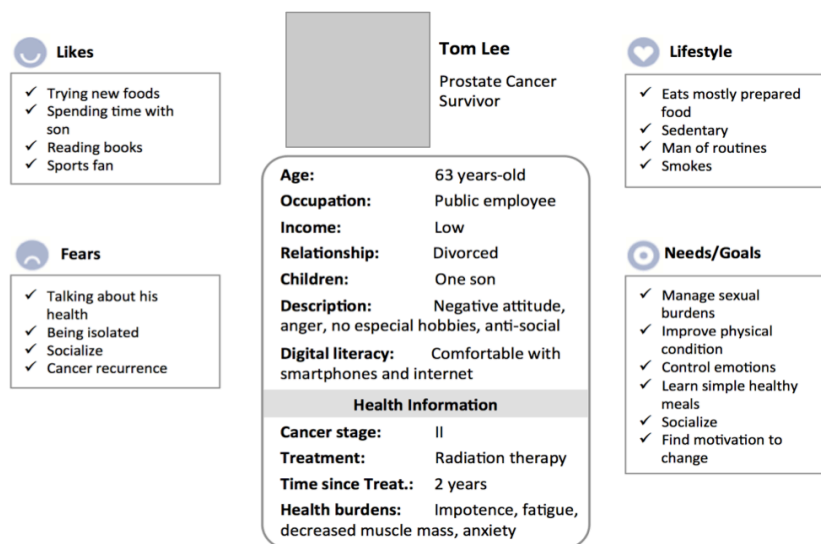 Tom Lee
Prostate Cancer
Survivor
Likes
✓ Trying new foods
✓ Spending time with
son
✓ Reading books
✓ Sports fan
Fears
✓ Talking about his
health
✓ Being isolated
✓ Socialize
✓ Cancer recurrence
Age: 63 years-old
Occupation: Public employee
Income: Low
Relationship: Divorced
Children: One son
Description: Negative attitude,
anger, no especial hobbies, anti-social
Digital literacy: Comfortable with
smartphones and internet
Health Information
Cancer stage: II
Treatment: Radiation therapy
Time since Treat.: 2 years
Health burdens: Impotence, fatigue,
decreased muscle mass, anxiety
Lifestyle
✓ Eats mostly prepared
food
✓ Sedentary
✓ Man of routines
✓ Smokes
Needs/Goals
✓ Manage sexual
burdens
✓ Improve physical
condition
✓ Control emotions
✓ Learn simple healthy
meals
✓ Socialize
✓ Find motivation to
change